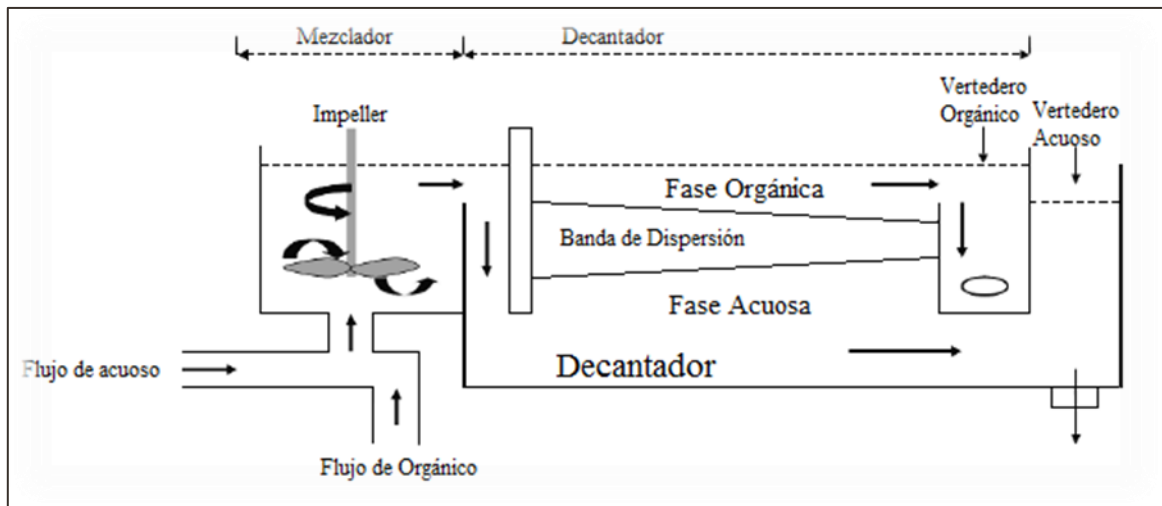 Mezclador
Decantador
Impeller
Vertedero
Orgánico
Vertedero
Acuoso
Fase Orgánica
Banda de Dispersión
Fase Acuosa
Decantador
Flujo de acuoso
Flujo de Orgánico